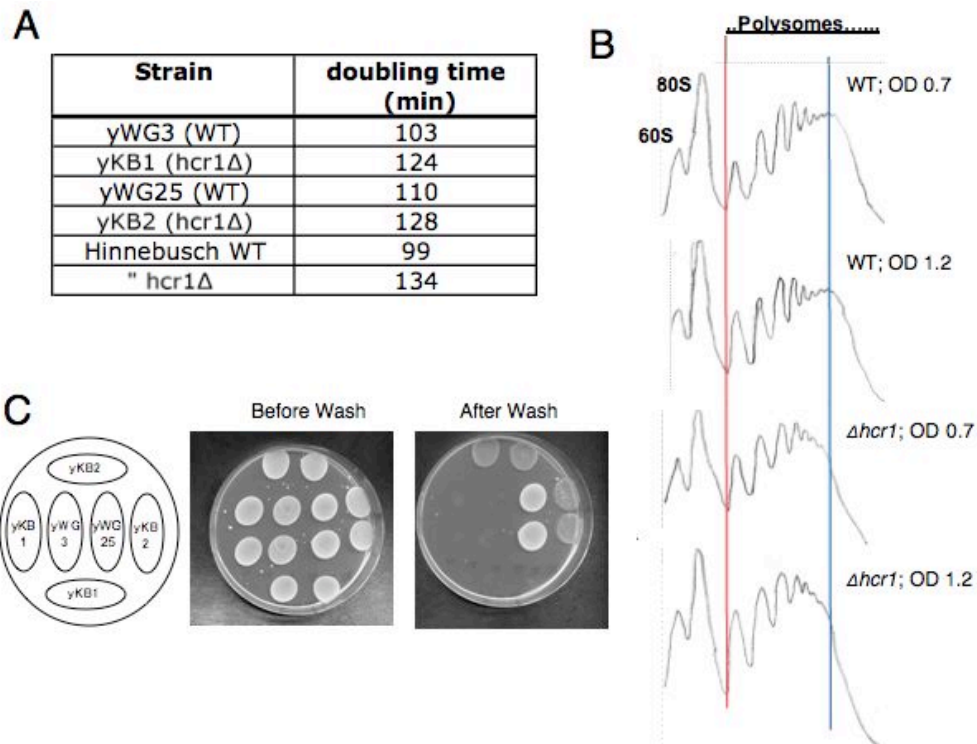 A
Strain doubling time (min)
yWG3 (WT) 103
yKB1 (hcr1Δ) 124
yWG25 (WT) 110
yKB2 (hcr1Δ) 128
Hinnebusch WT 99
" hcr1Δ 134
B
..Polysomes......
80S
60S
WT; OD 0.7
WT; OD 1.2
Δhcr1; OD 0.7
Δhcr1; OD 1.2
C
Before Wash
After Wash
yKB2
yKB 1
yWG 3
yWG 25
yKB 2
yKB1